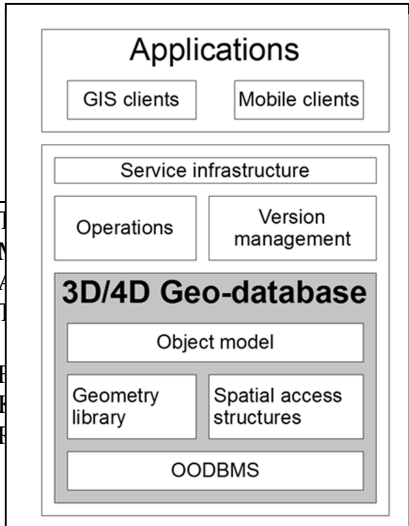 Applications
GIS clients
Mobile clients
Service infrastructure
Operations
Version
management
3D/4D Geo-database
Object model
Geometry
library
Spatial access
structures
OODBMS